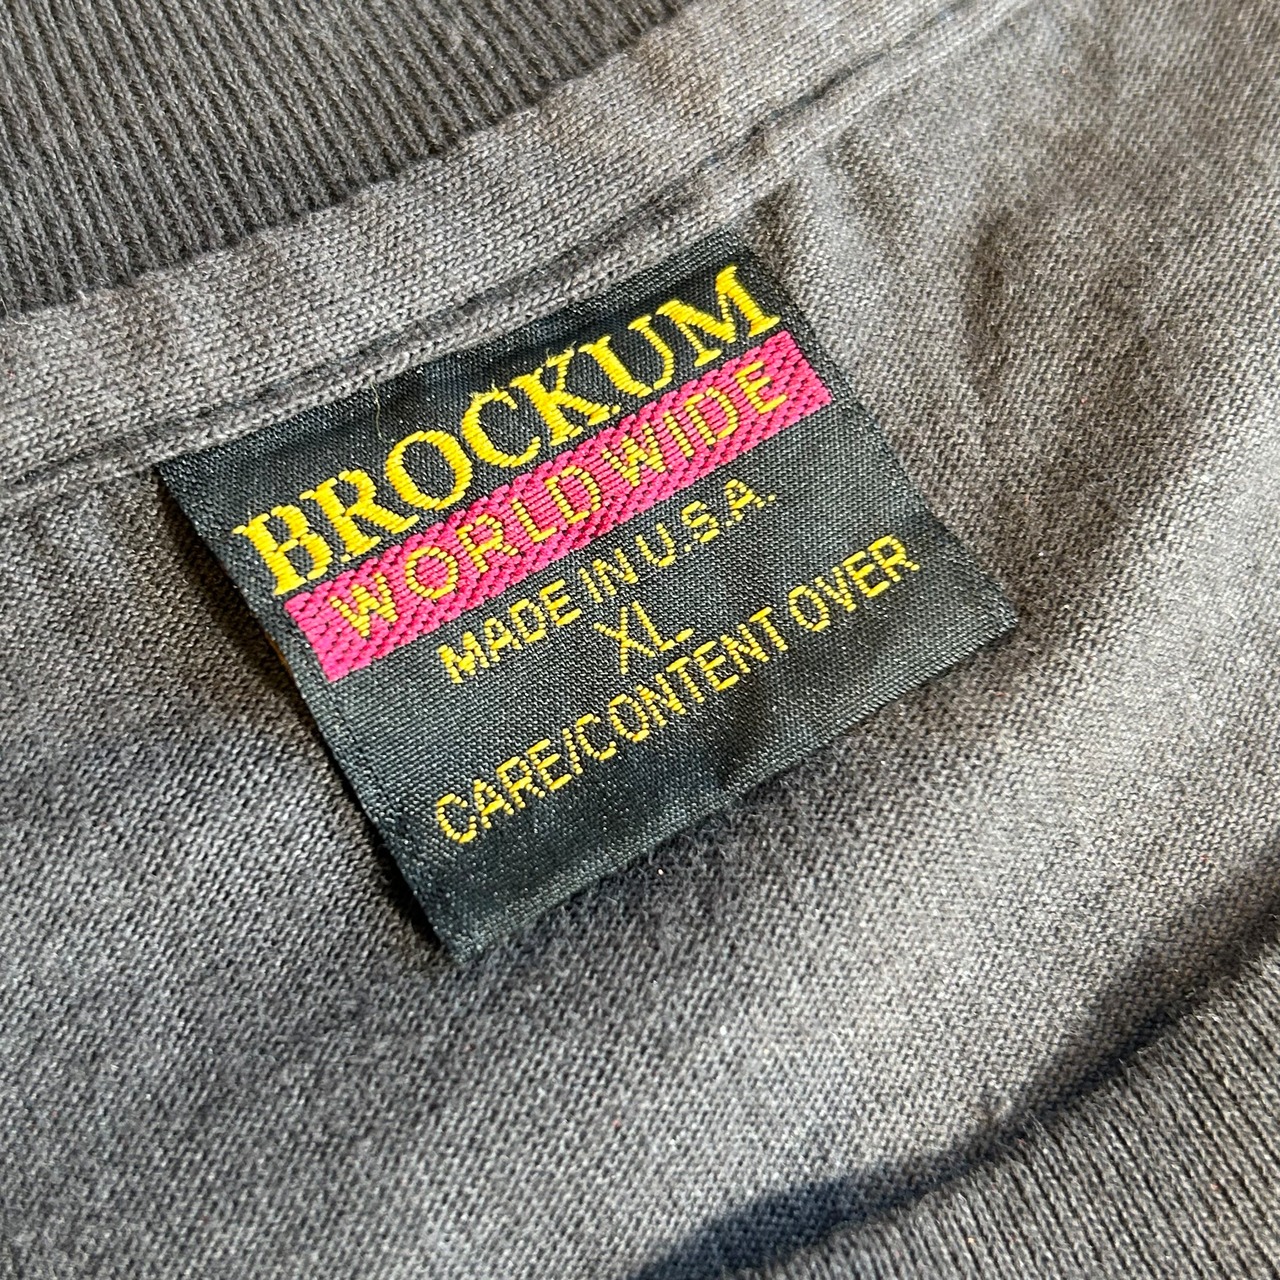 BROCKUM
WORLDWIDE
MADE IN U.S.A.
XL
CARE/CONTENT OVER